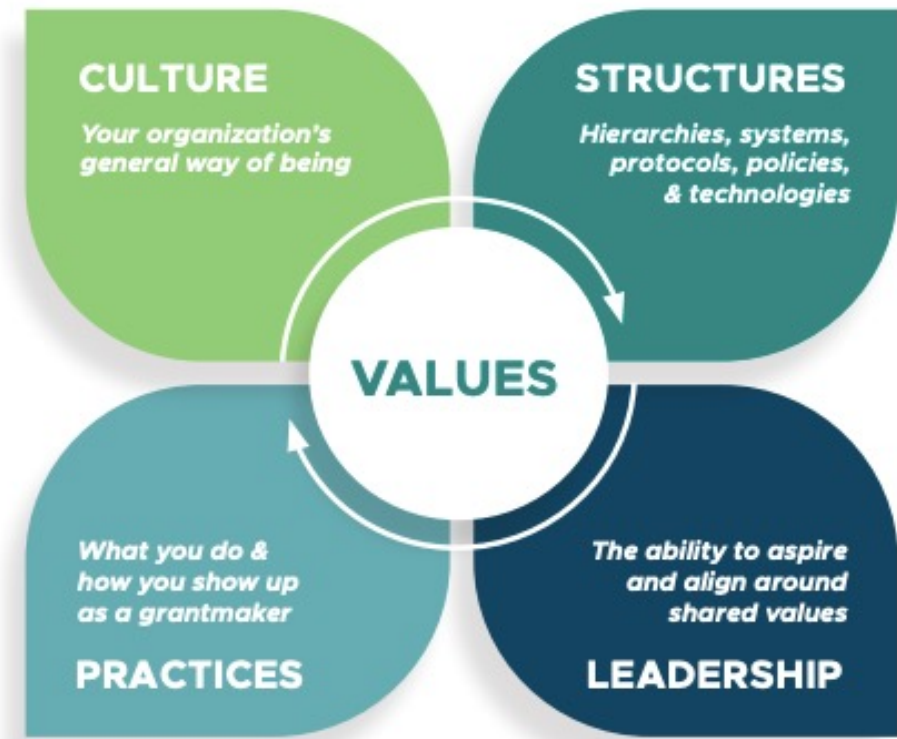 CULTURE
Your organization's
general way of being
STRUCTURES
Hierarchies, systems,
protocols, policies,
& technologies
VALUES
What you do &
how you show up
as a grantmaker
PRACTICES
The ability to aspire
and align around
shared values
LEADERSHIP